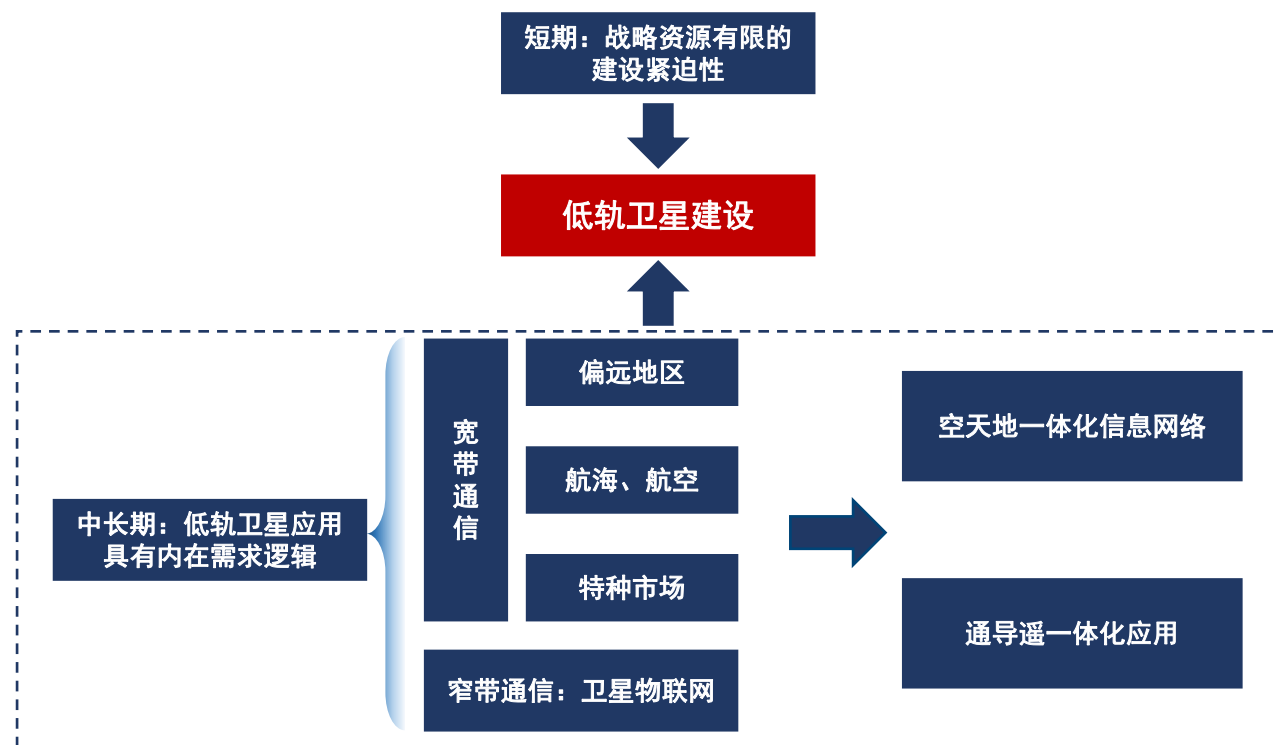 短期：战略资源有限的
建设紧迫性
低轨卫星建设
中长期：低轨卫星应用
具有内在需求逻辑
宽
带
通
信
偏远地区
航海、航空
特种市场
窄带通信：卫星物联网
空天地一体化信息网络
通导遥一体化应用